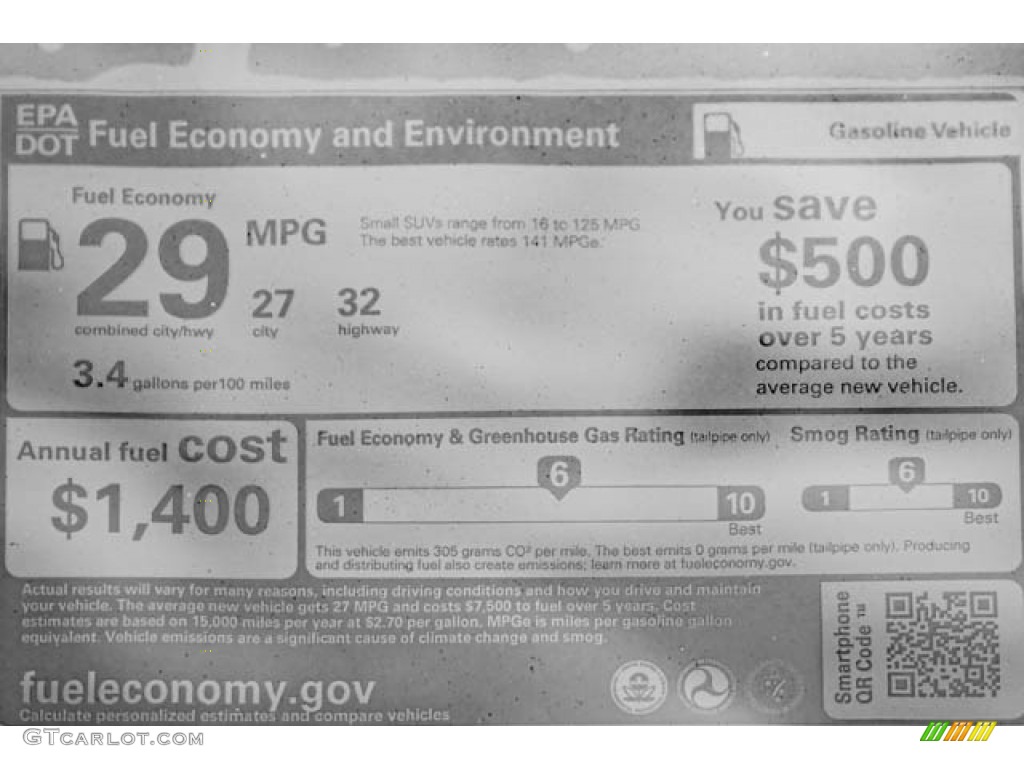 EPA
DOT
Fuel Economy and Environment
Gasoline Vehicle
Fuel Economy
29
MPG
combined city/hwy
27
city
32
highway
Small SUVs range from 16 to 125 MPG
The best vehicle rates 141 MPGe.
3.4 gallons per 100 miles
You save
$500
in fuel costs
over 5 years
compared to the
average new vehicle.
Annual fuel cost
$1,400
Fuel Economy & Greenhouse Gas Rating (tailpipe only)
1
6
10
Best
Smog Rating (tailpipe only)
1
6
10
Best
This vehicle emits 305 grams CO² per mile. The best emits 0 grams per mile (tailpipe only). Producing
and distributing fuel also create emissions; learn more at fueleconomy.gov.
Actual results will vary for many reasons, including driving conditions and how you drive and maintain
your vehicle. The average new vehicle gets 27 MPG and costs $7,500 to fuel over 5 years. Cost
estimates are based on 15,000 miles per year at $2.70 per gallon. MPGe is miles per gasoline gallon
equivalent. Vehicle emissions are a significant cause of climate change and smog.
fueleconomy.gov
Calculate personalized estimates and compare vehicles
Smartphone
QR Code™
GTCARLOT.COM